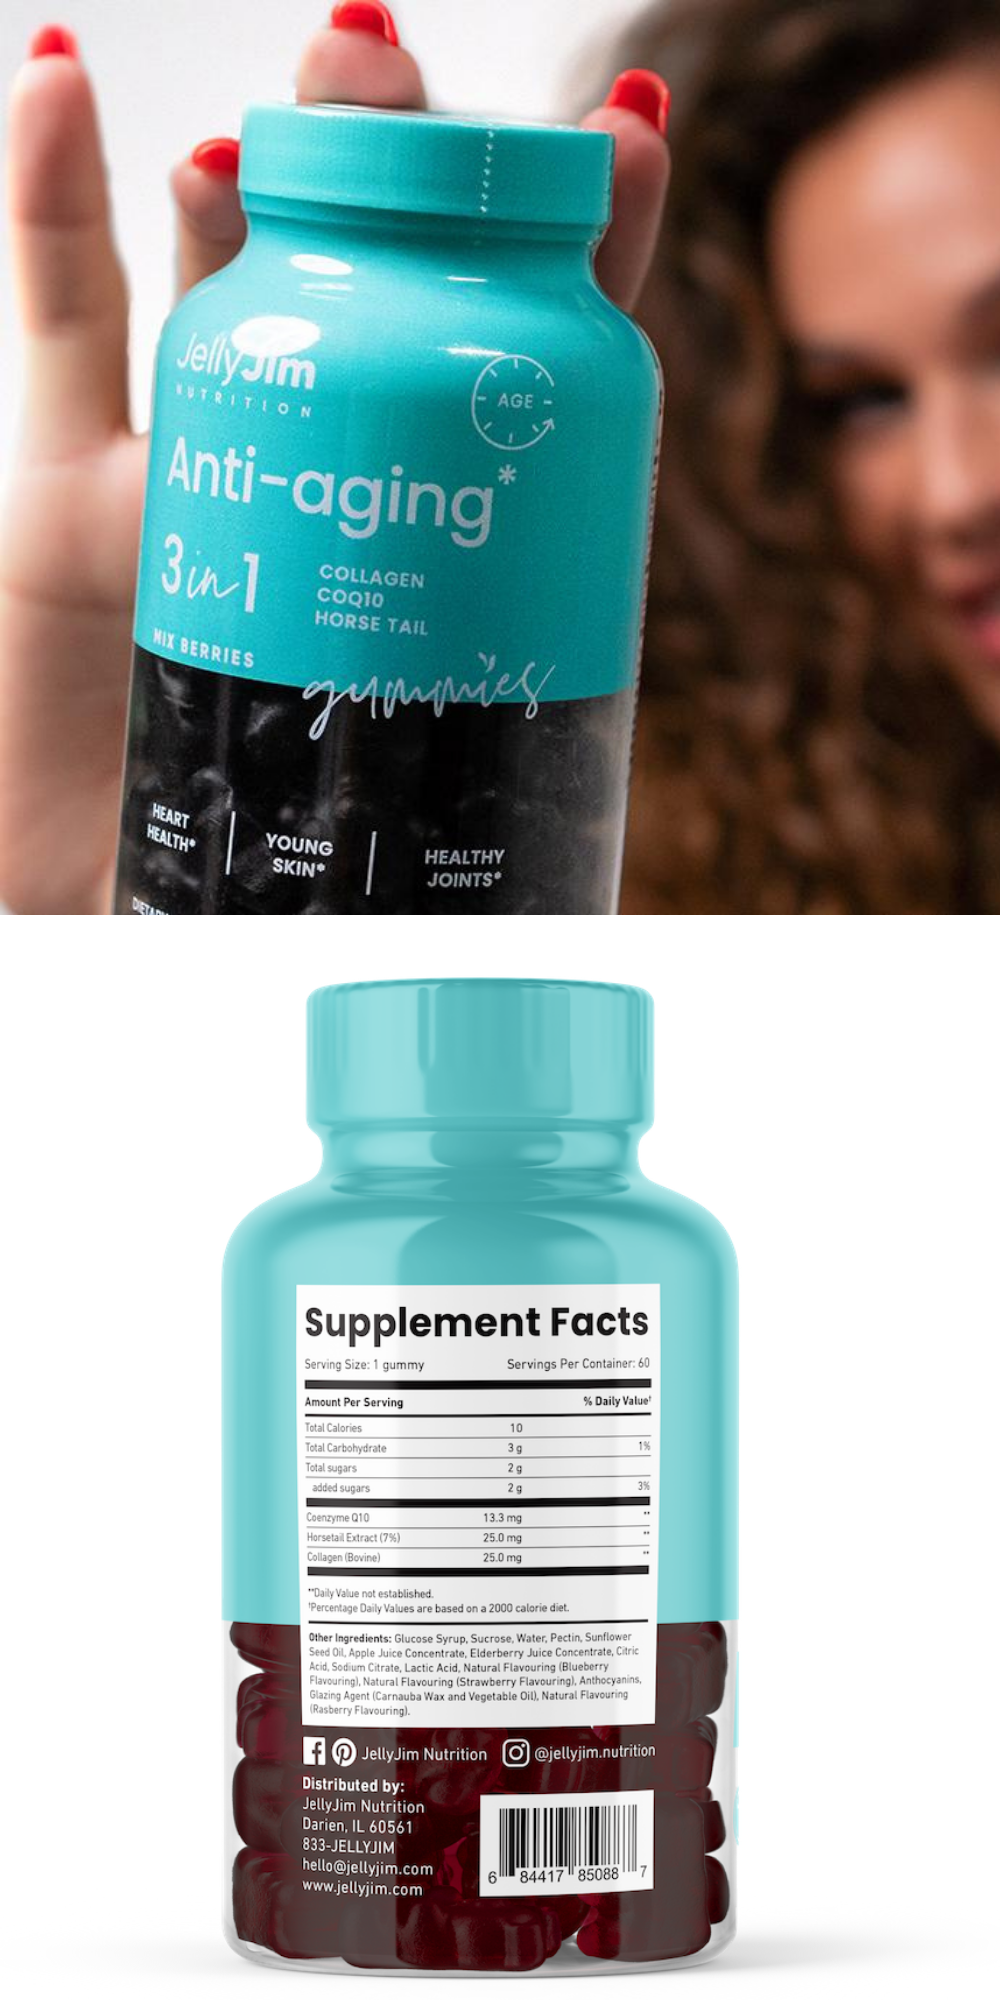 JellyJim
NUTRITION
AGE
Anti-aging*
3 in 1
COLLAGEN
COQ10
HORSE TAIL
MIX BERRIES
gummies
HEART
HEALTH*
YOUNG
SKIN*
HEALTHY
JOINTS*
Supplement Facts
Serving Size: 1 gummy Servings Per Container: 60
Amount Per Serving % Daily Value†
Total Calories 10
Total Carbohydrate 3 g 1%
Total sugars 2 g
added sugars 2 g 3%
Coenzyme Q10 13.3 mg **
Horsetail Extract (7%) 25.0 mg **
Collagen (Bovine) 25.0 mg **
**Daily Value not established.
†Percentage Daily Values are based on a 2000 calorie diet.
Other Ingredients: Glucose Syrup, Sucrose, Water, Pectin, Sunflower
Seed Oil, Apple Juice Concentrate, Elderberry Juice Concentrate, Citric
Acid, Sodium Citrate, Lactic Acid, Natural Flavouring (Blueberry
Flavouring), Natural Flavouring (Strawberry Flavouring), Anthocyanins,
Glazing Agent (Carnauba Wax and Vegetable Oil), Natural Flavouring
(Rasberry Flavouring).
JellyJim Nutrition @jellyjim.nutrition
Distributed by:
JellyJim Nutrition
Darien, IL 60561
833-JELLYJIM
hello@jellyjim.com
www.jellyjim.com
6 84417 85088 7